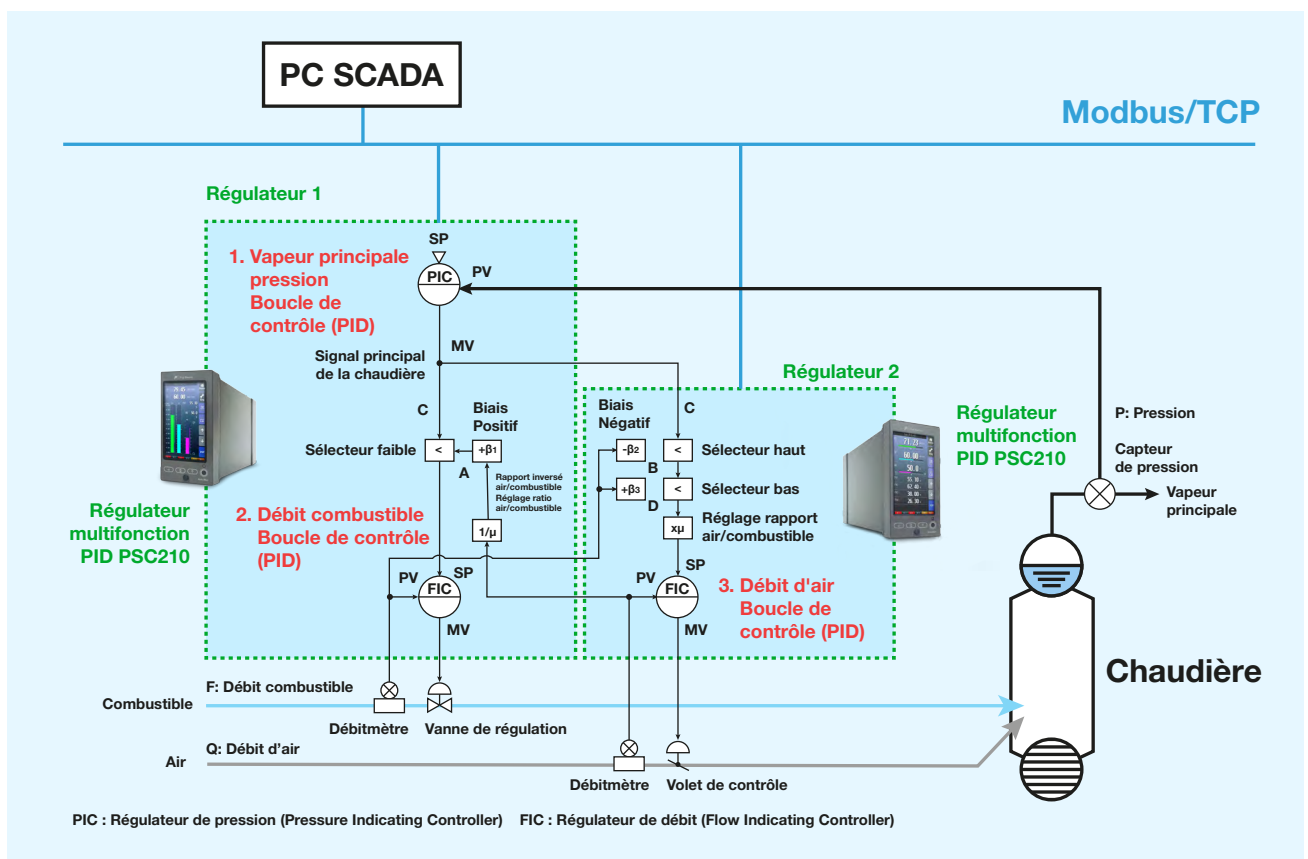 PC SCADA
Modbus/TCP
Régulateur 1
1. Vapeur principale
pression
Boucle de
contrôle (PID)
SP
PIC
PV
MV
Signal principal
de la chaudière
Régulateur 2
C
Biais
Positif
Biais
Négatif
C
Régulateur
multifonction
PID PSC210
P: Pression
Capteur
de pression
Vapeur
principale
Sélecteur faible
<
+β1
A
-β2
<
Sélecteur haut
B
Rapport inversé
air/combustible
Réglage ratio
air/combustible
+β3
<
Sélecteur bas
D
Régulateur
multifonction
PID PSC210
2. Débit combustible
Boucle de contrôle
(PID)
1/μ
xμ
Réglage rapport
air/combustible
PV
SP
FIC
MV
PV
SP
FIC
MV
3. Débit d'air
Boucle de
contrôle (PID)
Chaudière
F: Débit combustible
Combustible
Débitmètre
Vanne de régulation
Q: Débit d’air
Air
Débitmètre
Volet de contrôle
PIC : Régulateur de pression (Pressure Indicating Controller) FIC : Régulateur de débit (Flow Indicating Controller)